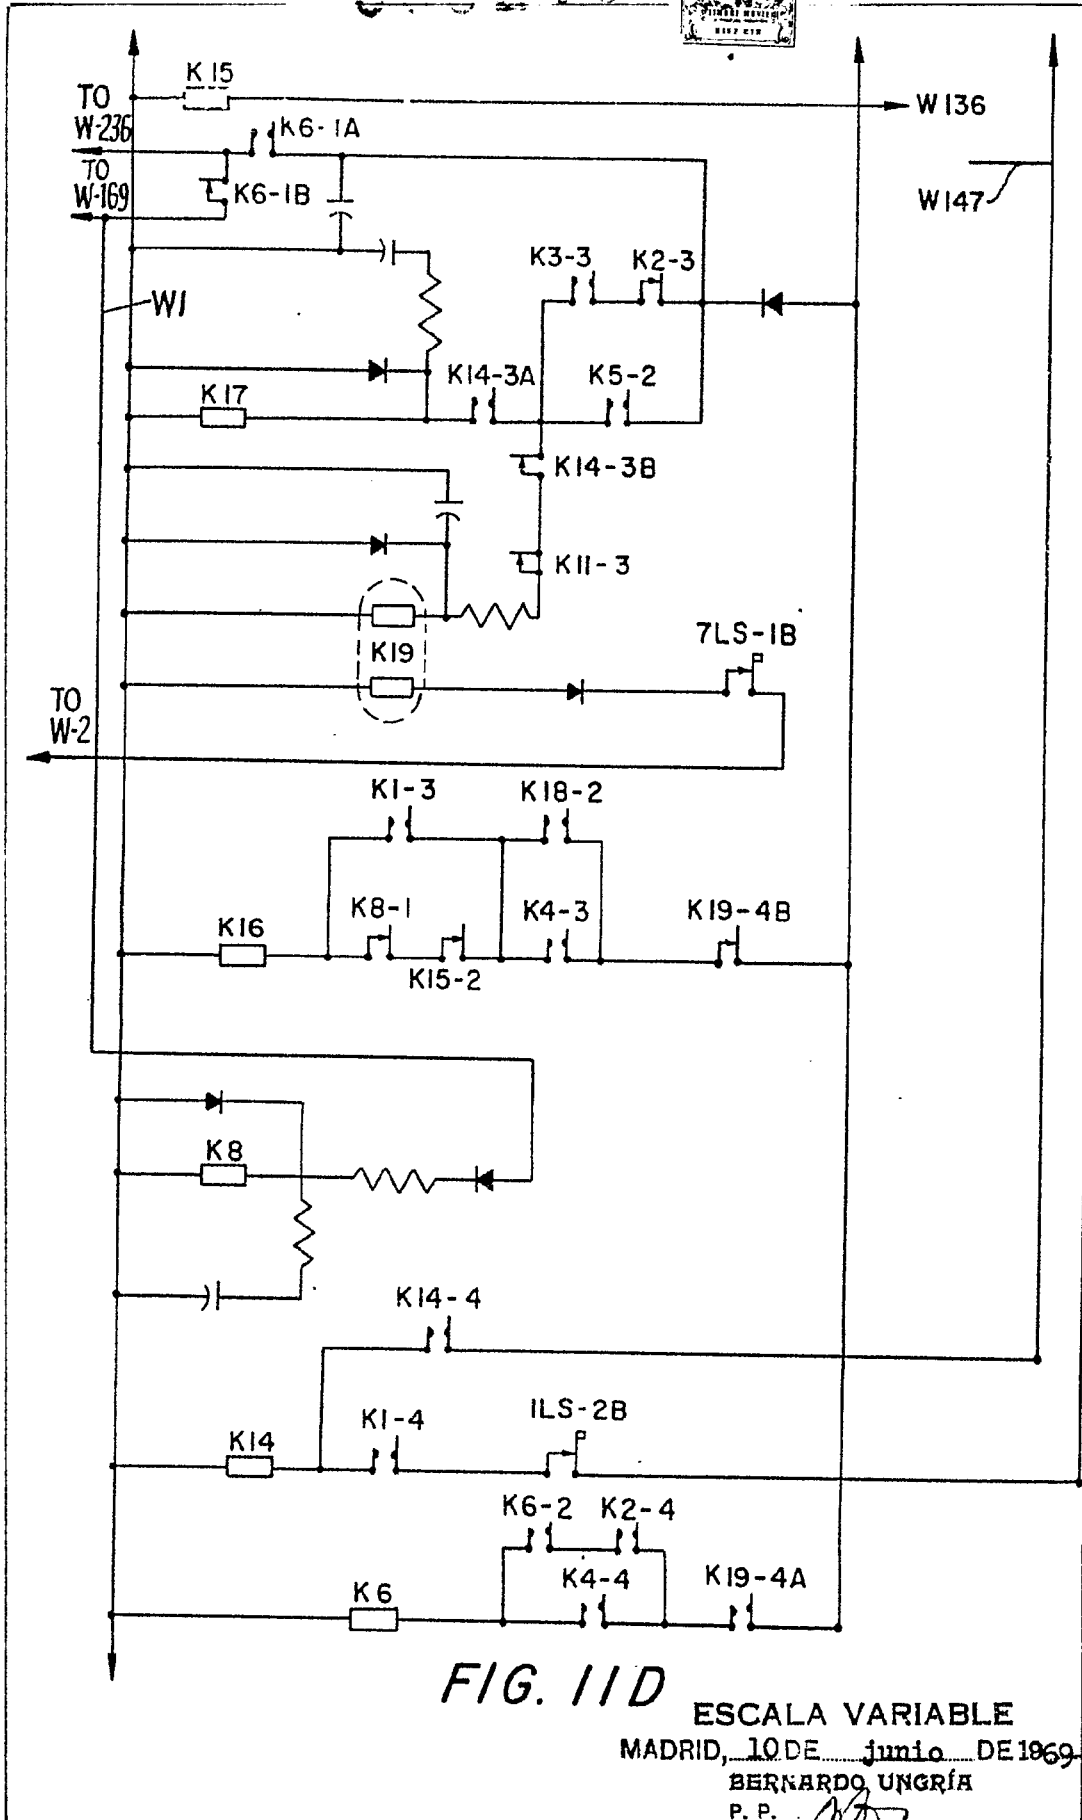 K15
TO
W-236
W136
K6-1A
TO
W-169
K6-1B
W147
K3-3
K2-3
W1
K14-3A
K5-2
K17
K14-3B
K11-3
7LS-1B
K19
TO
W-2
K1-3
K18-2
K8-1
K4-3
K19-4B
K16
K15-2
K8
K14-4
1LS-2B
K1-4
K14
K6-2
K2-4
K4-4
K19-4A
K6
FIG. 11D
ESCALA VARIABLE
MADRID, 10 DE junio DE 1969
BERNARDO UNGRÍA
P. P.